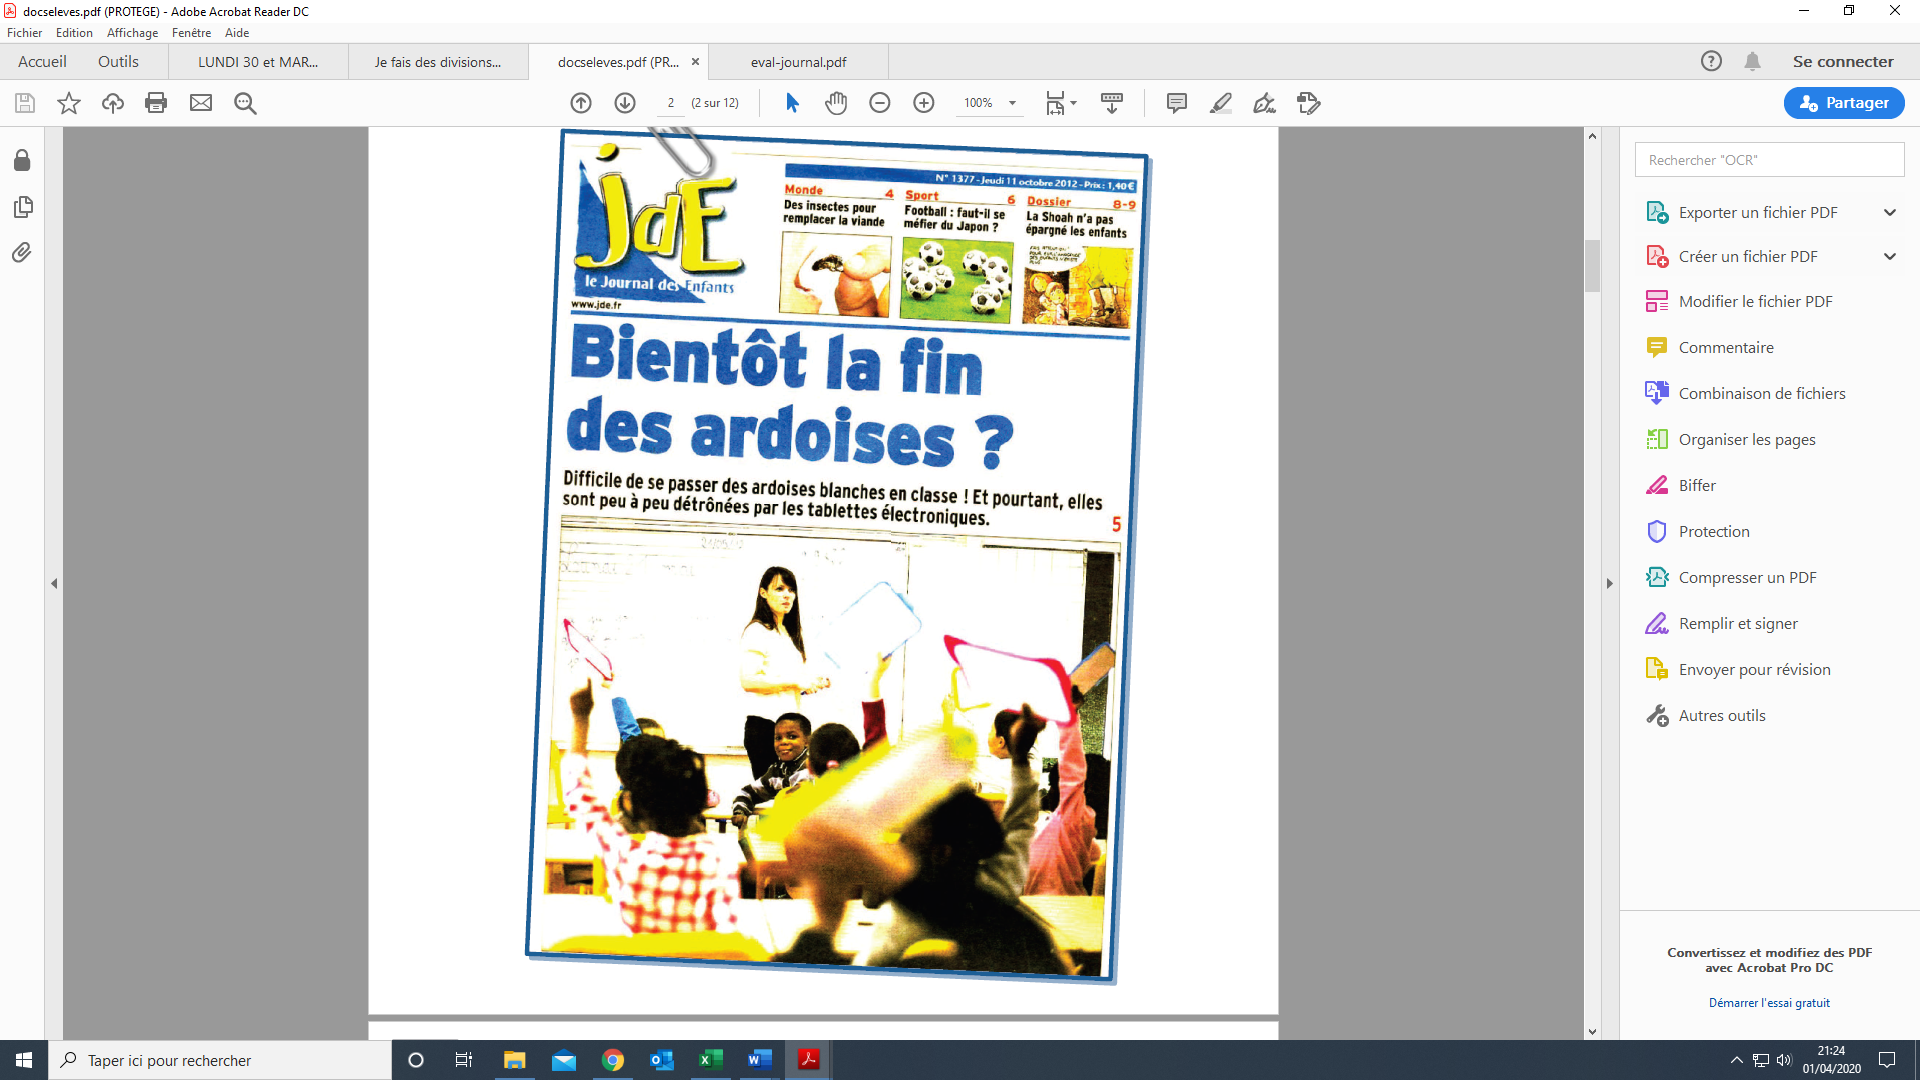 docseleves.pdf (PROTEGE) - Adobe Acrobat Reader DC
Fichier Edition Affichage Fenêtre Aide
Accueil Outils LUNDI 30 et MAR... Je fais des divisions... docseleves.pdf (PR... × eval-journal.pdf Se connecter
2 (2 sur 12) 100% Partager
Rechercher "OCR"
Exporter un fichier PDF
Créer un fichier PDF
Modifier le fichier PDF
Commentaire
Combinaison de fichiers
Organiser les pages
Biffer
Protection
Compresser un PDF
Remplir et signer
Envoyer pour révision
Autres outils
Convertissez et modifiez des PDF
avec Acrobat Pro DC
Démarrer l'essai gratuit
jdE
le Journal des Enfants
www.jde.fr
N° 1377 - Jeudi 11 octobre 2012 - Prix : 1,40 €
Monde 4
Des insectes pour
remplacer la viande
Sport 6
Football : faut-il se
méfier du Japon ?
Dossier 8-9
La Shoah n'a pas
épargné les enfants
Bientôt la fin
des ardoises ?
Difficile de se passer des ardoises blanches en classe ! Et pourtant, elles
sont peu à peu détrônées par les tablettes électroniques.
5
Taper ici pour rechercher
21:24
01/04/2020